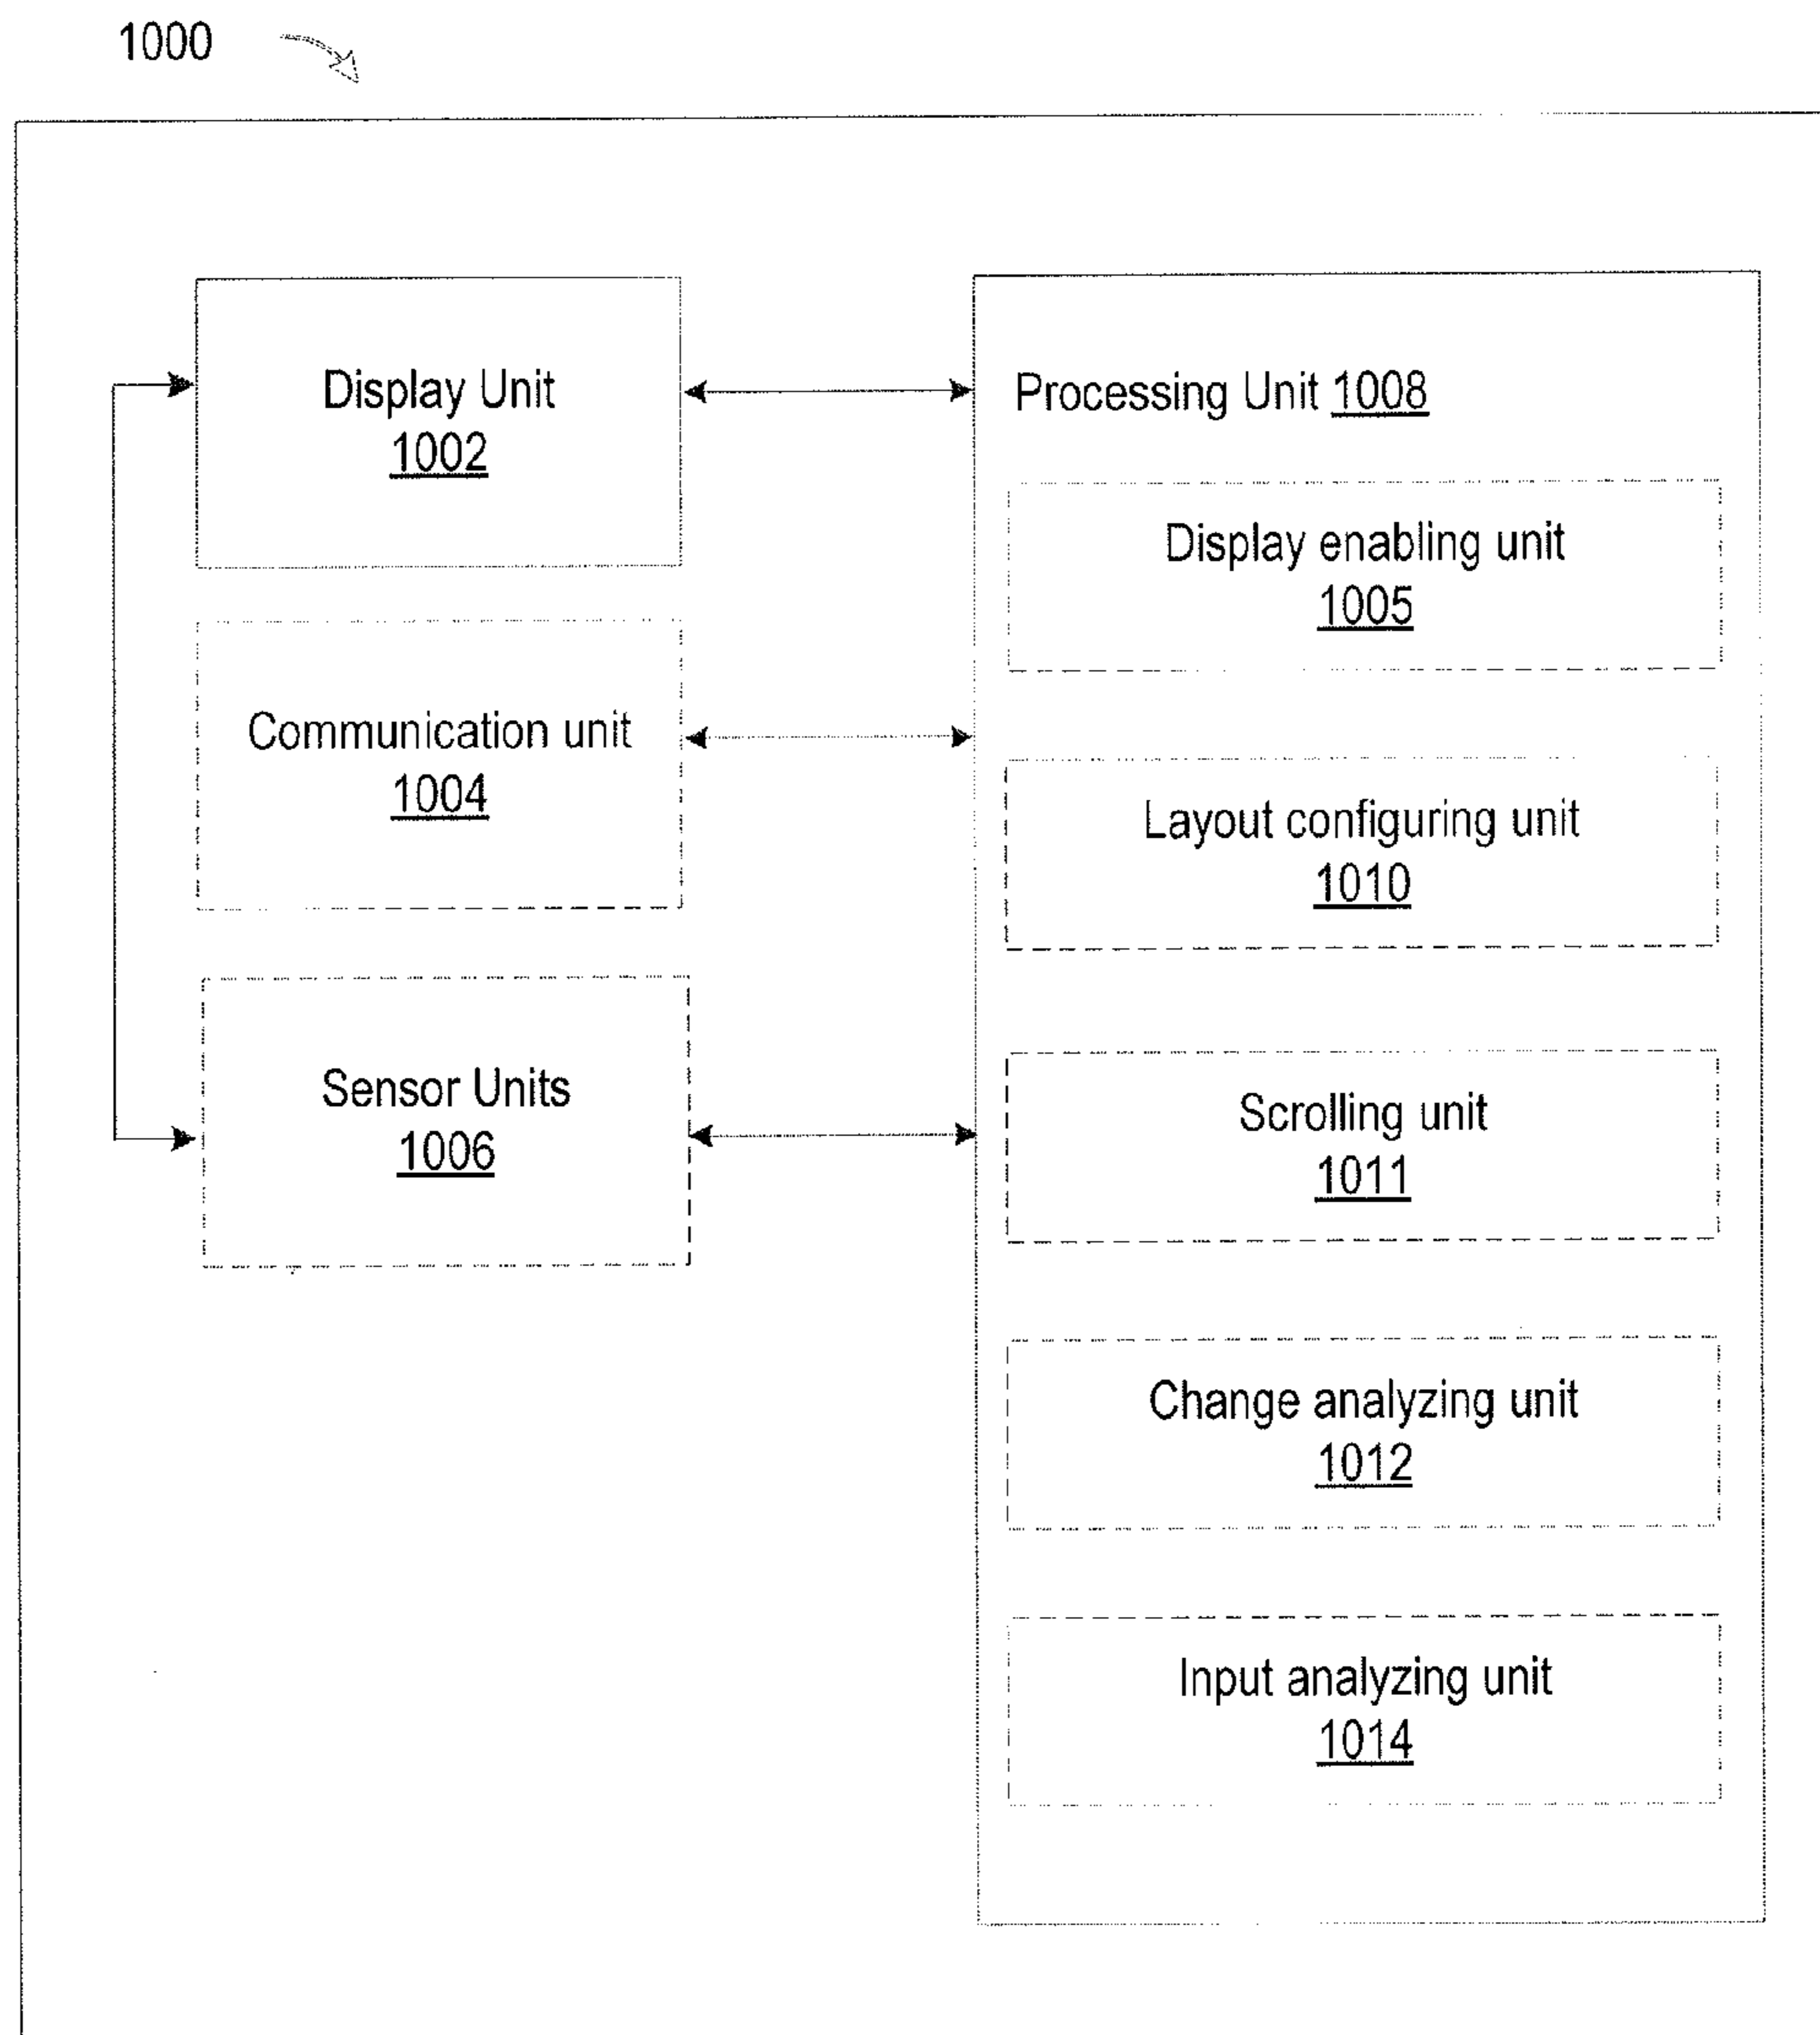 1000
Display Unit
1002
Communication unit
1004
Sensor Units
1006
Processing Unit 1008
Display enabling unit
1005
Layout configuring unit
1010
Scrolling unit
1011
Change analyzing unit
1012
Input analyzing unit
1014